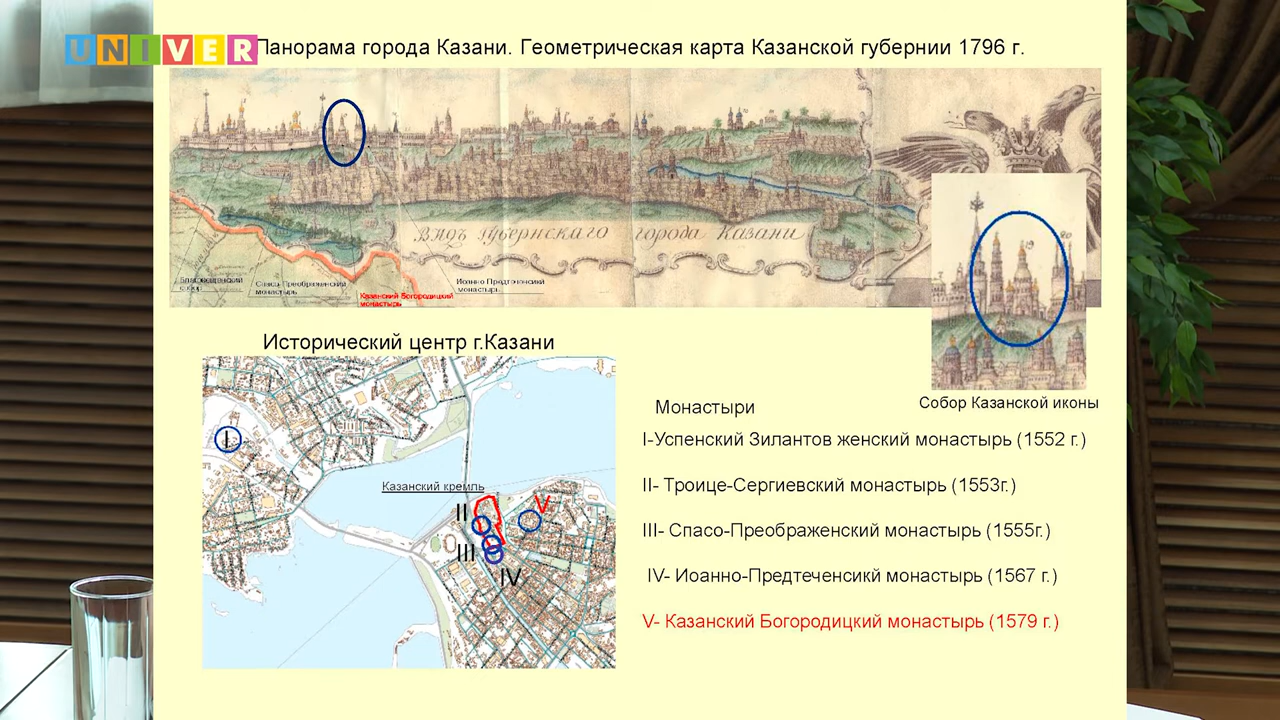 UNIVER
Панорама города Казани. Геометрическая карта Казанской губернии 1796 г.
Видъ Губернскаго города Казани
Благовещенский
собор
Спасо-Преображенский
монастырь
Казанский Богородицкий
монастырь
Иоанно Предтеченсики
монастырь
Собор Казанской иконы
Исторический центр г.Казани
I
Казанский кремль
II
V
III
IV
Монастыри
I-Успенский Зилантов женский монастырь (1552 г.)
II- Троице-Сергиевский монастырь (1553г.)
III- Спасо-Преображенский монастырь (1555г.)
IV- Иоанно-Предтеченсикй монастырь (1567 г.)
V- Казанский Богородицкий монастырь (1579 г.)